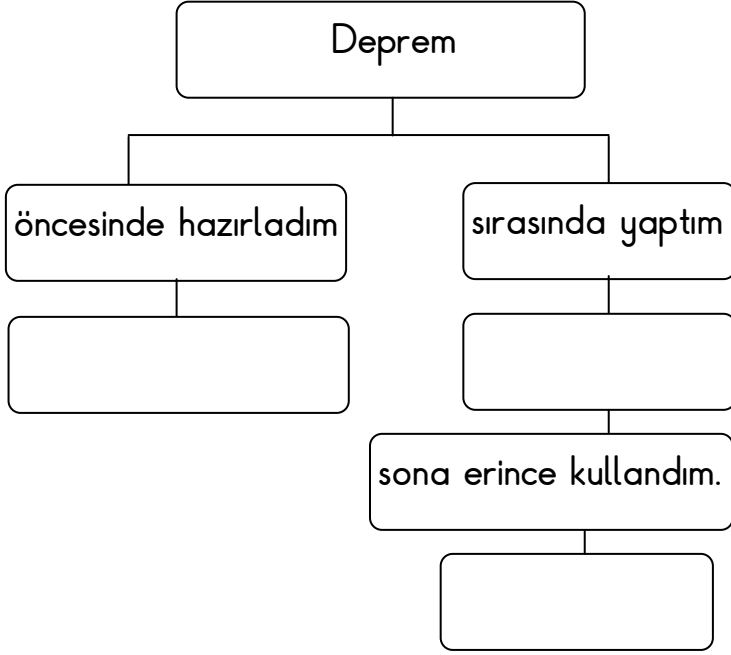 Deprem
öncesinde hazırladım
sırasında yaptım
sona erince kullandım.